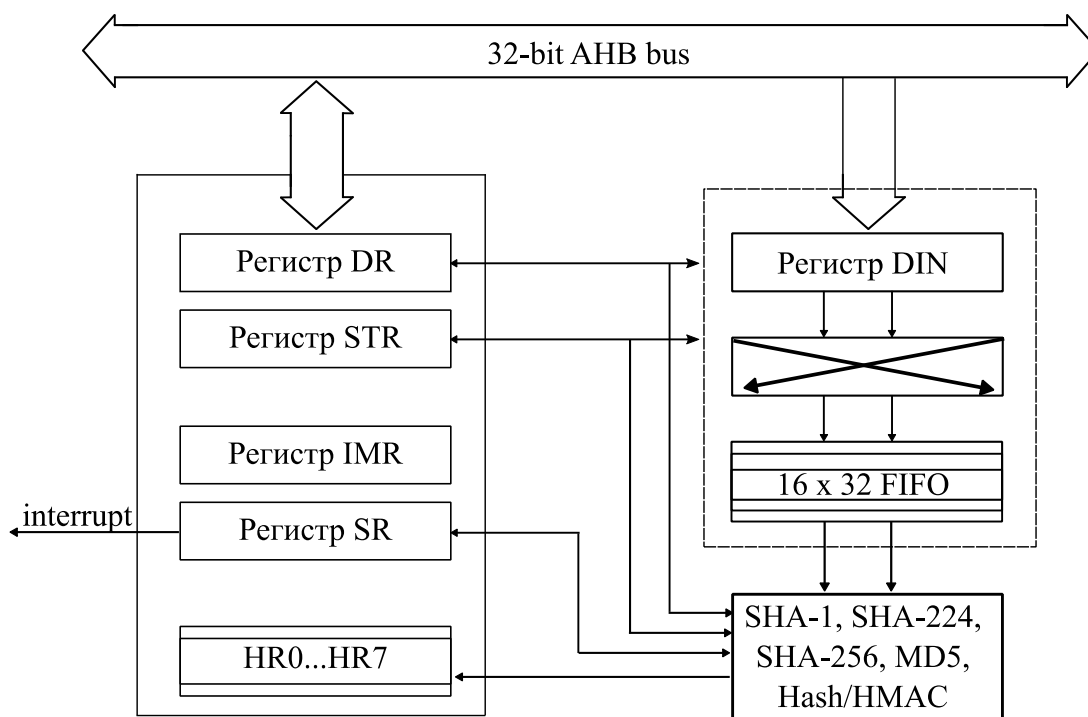 32-bit AHB bus
Регистр DR
Регистр STR
Регистр IMR
Регистр SR
HR0...HR7
interrupt
Регистр DIN
16 x 32 FIFO
SHA-1, SHA-224,
SHA-256, MD5,
Hash/HMAC